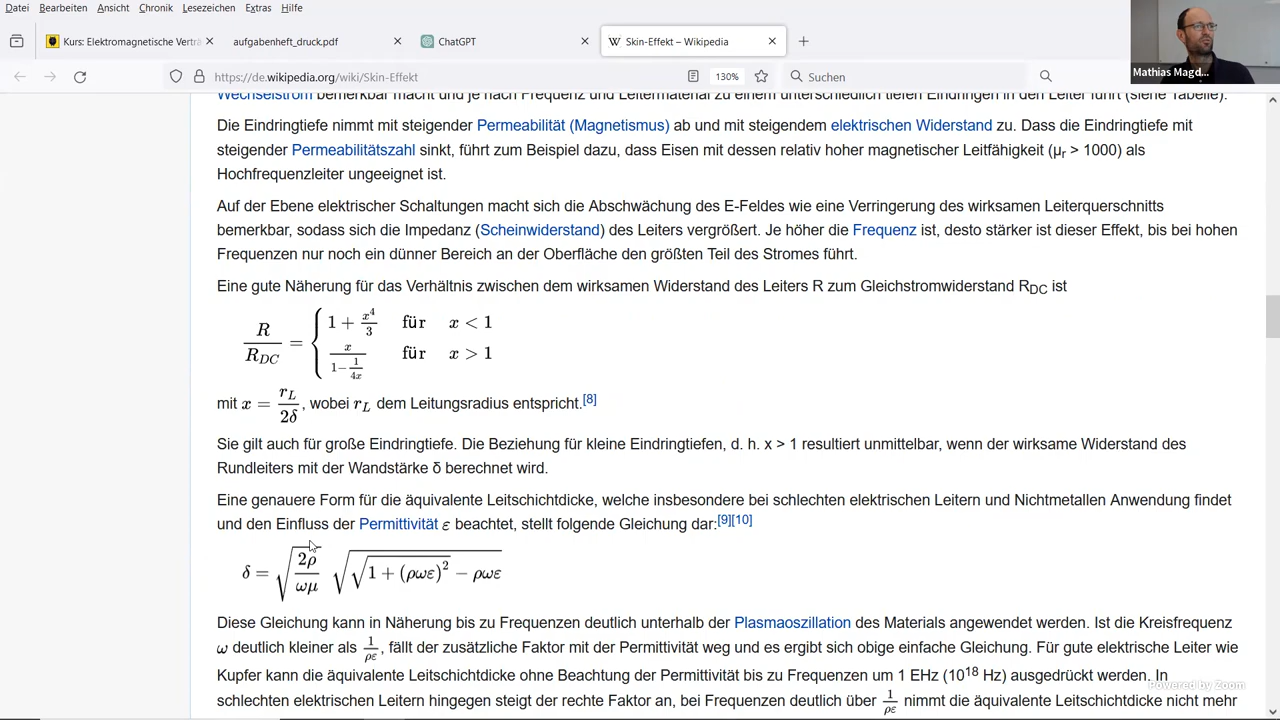 Datei Bearbeiten Ansicht Chronik Lesezeichen Extras Hilfe
Kurs: Elektromagnetische Verträ
aufgabenheft_druck.pdf
ChatGPT
W Skin-Effekt – Wikipedia
https://de.wikipedia.org/wiki/Skin-Effekt
130%
Suchen
Mathias Magd...
Wechselstrom bemerkbar macht und je nach Frequenz und Leitermaterial zu einem unterschiedlich tiefen Eindringen in den Leiter führt (siehe Tabelle).
Die Eindringtiefe nimmt mit steigender Permeabilität (Magnetismus) ab und mit steigendem elektrischen Widerstand zu. Dass die Eindringtiefe mit
steigender Permeabilitätszahl sinkt, führt zum Beispiel dazu, dass Eisen mit dessen relativ hoher magnetischer Leitfähigkeit (μr > 1000) als
Hochfrequenzleiter ungeeignet ist.
Auf der Ebene elektrischer Schaltungen macht sich die Abschwächung des E-Feldes wie eine Verringerung des wirksamen Leiterquerschnitts
bemerkbar, sodass sich die Impedanz (Scheinwiderstand) des Leiters vergrößert. Je höher die Frequenz ist, desto stärker ist dieser Effekt, bis bei hohen
Frequenzen nur noch ein dünner Bereich an der Oberfläche den größten Teil des Stromes führt.
Eine gute Näherung für das Verhältnis zwischen dem wirksamen Widerstand des Leiters R zum Gleichstromwiderstand RDC ist
R/RDC = { 1 + x⁴/3 für x < 1
x/(1−1/4x) für x > 1
mit x = rL/2δ, wobei rL dem Leitungsradius entspricht.[8]
Sie gilt auch für große Eindringtiefe. Die Beziehung für kleine Eindringtiefen, d. h. x > 1 resultiert unmittelbar, wenn der wirksame Widerstand des
Rundleiters mit der Wandstärke δ berechnet wird.
Eine genauere Form für die äquivalente Leitschichtdicke, welche insbesondere bei schlechten elektrischen Leitern und Nichtmetallen Anwendung findet
und den Einfluss der Permittivität ε beachtet, stellt folgende Gleichung dar:[9][10]
δ = √(2ρ/ωμ) √(√(1 + (ρωε)²) − ρωε)
Diese Gleichung kann in Näherung bis zu Frequenzen deutlich unterhalb der Plasmaoszillation des Materials angewendet werden. Ist die Kreisfrequenz
ω deutlich kleiner als 1/ρε, fällt der zusätzliche Faktor mit der Permittivität weg und es ergibt sich obige einfache Gleichung. Für gute elektrische Leiter wie
Kupfer kann die äquivalente Leitschichtdicke ohne Beachtung der Permittivität bis zu Frequenzen um 1 EHz (10¹⁸ Hz) ausgedrückt werden. In
schlechten elektrischen Leitern hingegen steigt der rechte Faktor an, bei Frequenzen deutlich über 1/ρε nimmt die äquivalente Leitschichtdicke nicht mehr
Powered by Zoom